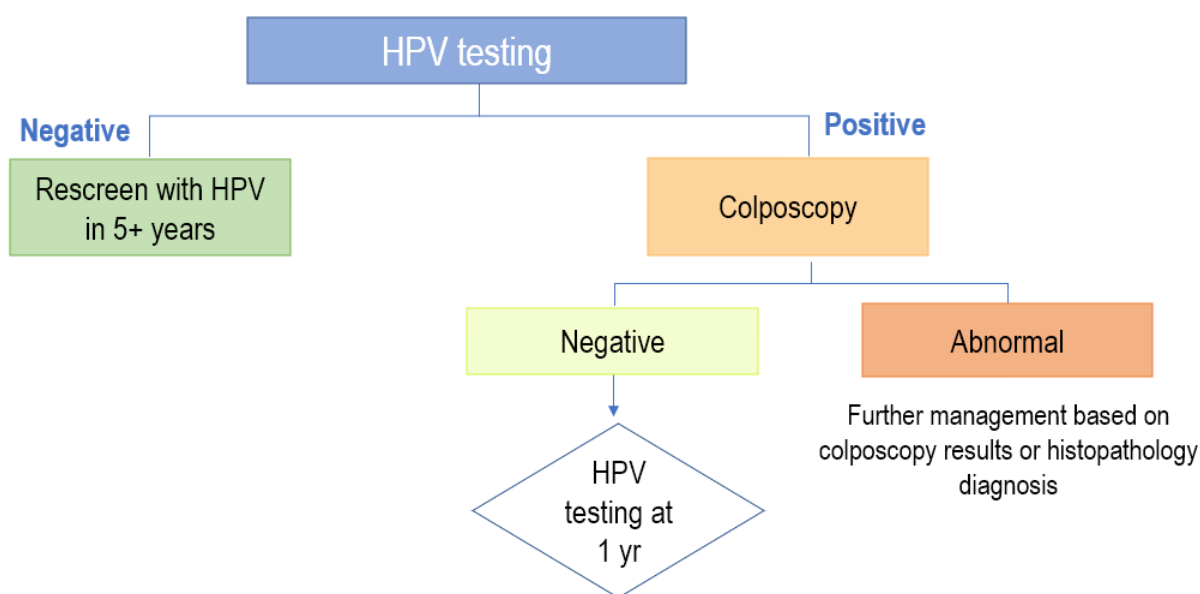 HPV testing
Negative
Positive
Rescreen with HPV
in 5+ years
Colposcopy
Negative
Abnormal
Further management based on
colposcopy results or histopathology
diagnosis
HPV
testing at
1 yr